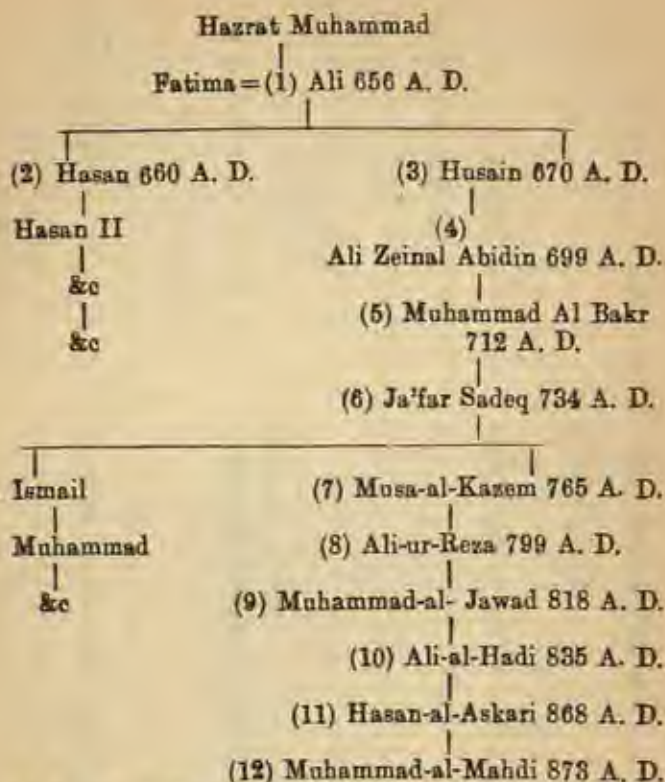 Hazrat Muhammad
Fatima=(1) Ali 656 A. D.
(2) Hasan 660 A. D. (3) Husain 670 A. D.
Hasan II (4)
Ali Zeinal Abidin 699 A. D.
&c
(5) Muhammad Al Bakr
&c 712 A. D.
(6) Ja’far Sadeq 734 A. D.
Ismail (7) Musa-al-Kazem 765 A. D.
Muhammad (8) Ali-ur-Reza 799 A. D.
&c (9) Muhammad-al- Jawad 818 A. D.
(10) Ali-al-Hadi 835 A. D.
(11) Hasan-al-Askari 868 A. D.
(12) Muhammad-al-Mahdi 873 A. D.